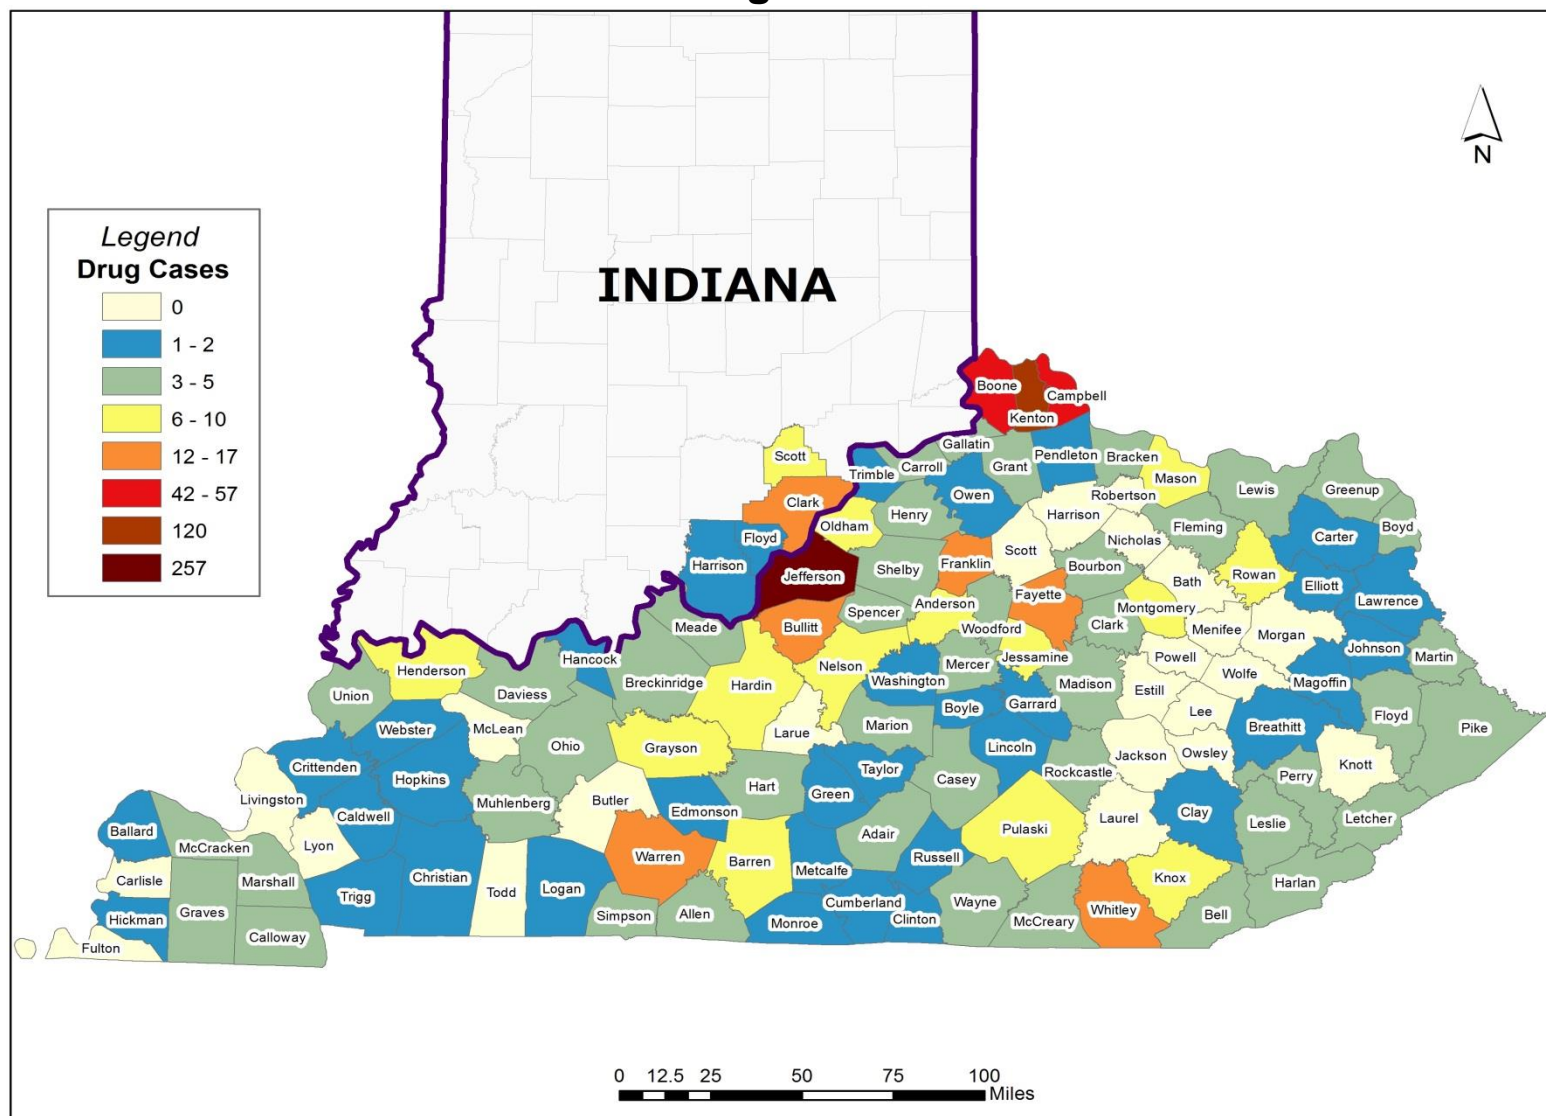 g
N
Legend
Drug Cases
0
1 - 2
3 - 5
6 - 10
12 - 17
42 - 57
120
257
INDIANA
Boone
Campbell
Kenton
Gallatin
Scott
Trimble
Carroll
Grant
Pendleton
Bracken
Mason
Lewis
Greenup
Owen
Robertson
Clark
Oldham
Henry
Harrison
Fleming
Boyd
Floyd
Nicholas
Carter
Harrison
Scott
Jefferson
Shelby
Franklin
Bourbon
Bath
Rowan
Elliott
Fayette
Lawrence
Spencer
Anderson
Montgomery
Meade
Bullitt
Woodford
Clark
Menifee
Morgan
Hancock
Henderson
Nelson
Mercer
Jessamine
Powell
Johnson
Martin
Breckinridge
Hardin
Washington
Madison
Wolfe
Magoffin
Union
Daviess
Estill
Boyle
Garrard
Lee
Floyd
Webster
McLean
Marion
Breathitt
Pike
Larue
Ohio
Grayson
Lincoln
Jackson
Owsley
Knott
Crittenden
Taylor
Rockcastle
Hopkins
Hart
Casey
Perry
Livingston
Muhlenberg
Butler
Green
Caldwell
Edmonson
Clay
Letcher
Ballard
Laurel
Leslie
Pulaski
Adair
McCracken
Lyon
Warren
Barren
Russell
Metcalfe
Carlisle
Marshall
Christian
Knox
Harlan
Trigg
Todd
Logan
Cumberland
Wayne
Hickman
Graves
Simpson
Allen
Monroe
Clinton
McCreary
Whitley
Bell
Calloway
Fulton
0 12.5 25 50 75 100
Miles